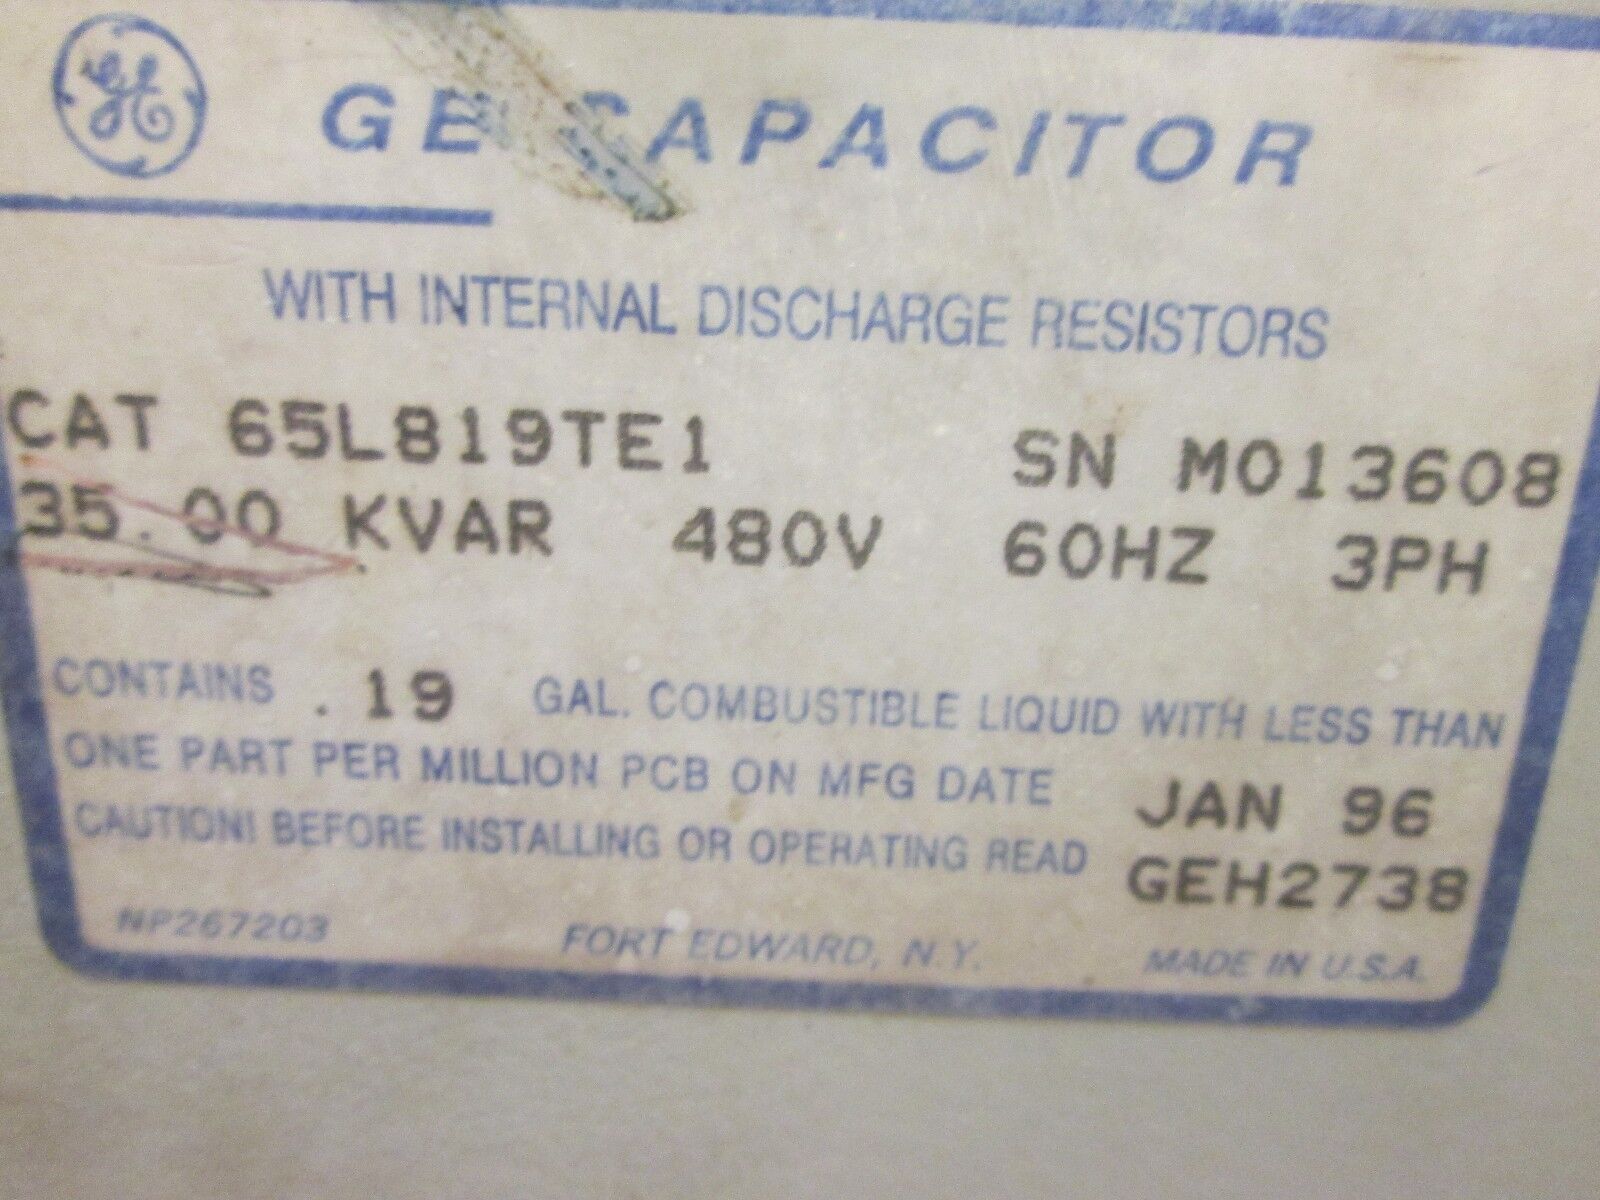 GE CAPACITOR
WITH INTERNAL DISCHARGE RESISTORS
CAT 65L819TE1 SN M013608
35.00 KVAR 480V 60HZ 3PH
CONTAINS .19 GAL. COMBUSTIBLE LIQUID WITH LESS THAN
ONE PART PER MILLION PCB ON MFG DATE JAN 96
CAUTION! BEFORE INSTALLING OR OPERATING READ GEH2738
NP267203 FORT EDWARD, N.Y. MADE IN U.S.A.